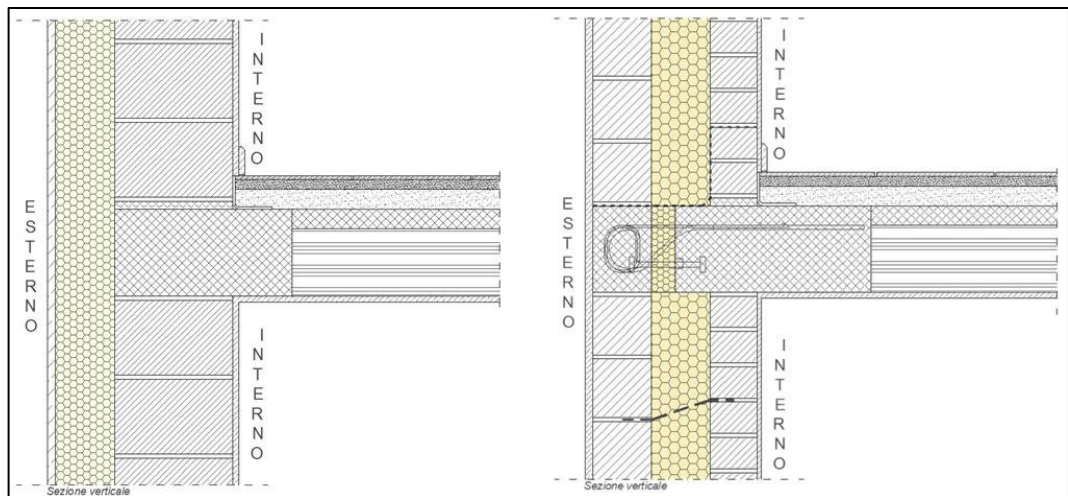 INTERNO
ESTERNO
INTERNO
Sezione verticale
INTERNO
ESTERNO
INTERNO
Sezione verticale